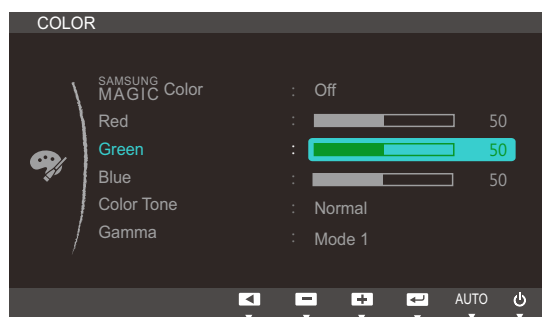 COLOR
SAMSUNG MAGIC Color : Off
Red : 50
Green : 50
Blue : 50
Color Tone : Normal
Gamma : Mode 1
AUTO